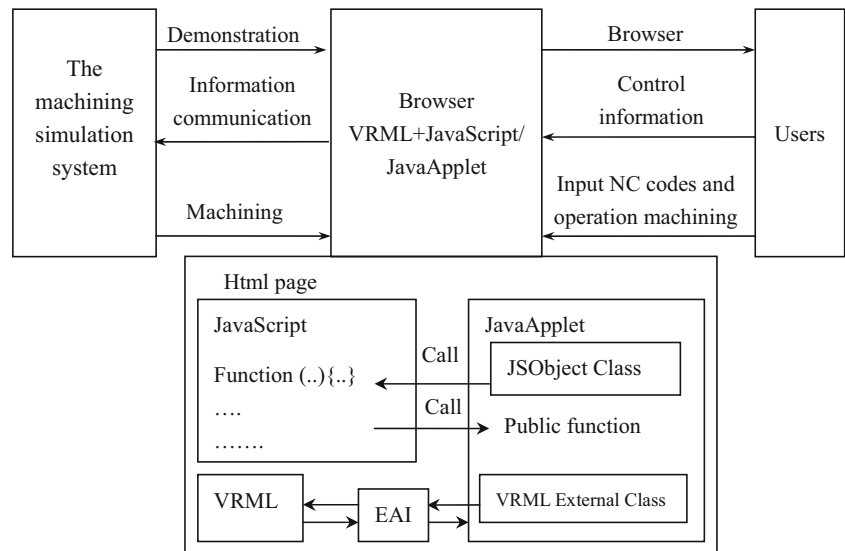 The
machining
simulation
system
Demonstration
Information
communication
Machining
Browser
VRML+JavaScript/
JavaApplet
Browser
Control
information
Input NC codes and
operation machining
Users
Html page
JavaScript
Function (..){..}
….
…….
Call
Call
JavaApplet
JSObject Class
Public function
VRML
EAI
VRML External Class